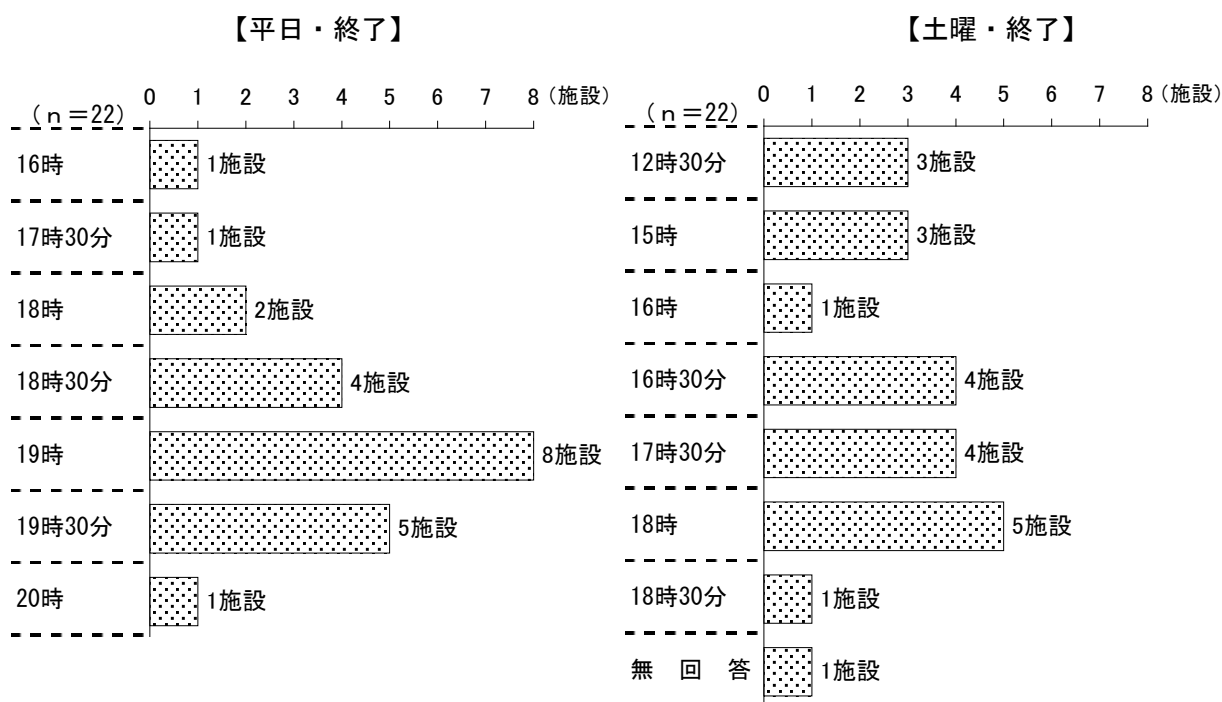 【平日・終了】
0 1 2 3 4 5 6 7 8 (施設)
(ｎ＝22)
16時 1施設
17時30分 1施設
18時 2施設
18時30分 4施設
19時 8施設
19時30分 5施設
20時 1施設
【土曜・終了】
0 1 2 3 4 5 6 7 8 (施設)
(ｎ＝22)
12時30分 3施設
15時 3施設
16時 1施設
16時30分 4施設
17時30分 4施設
18時 5施設
18時30分 1施設
無　回　答 1施設